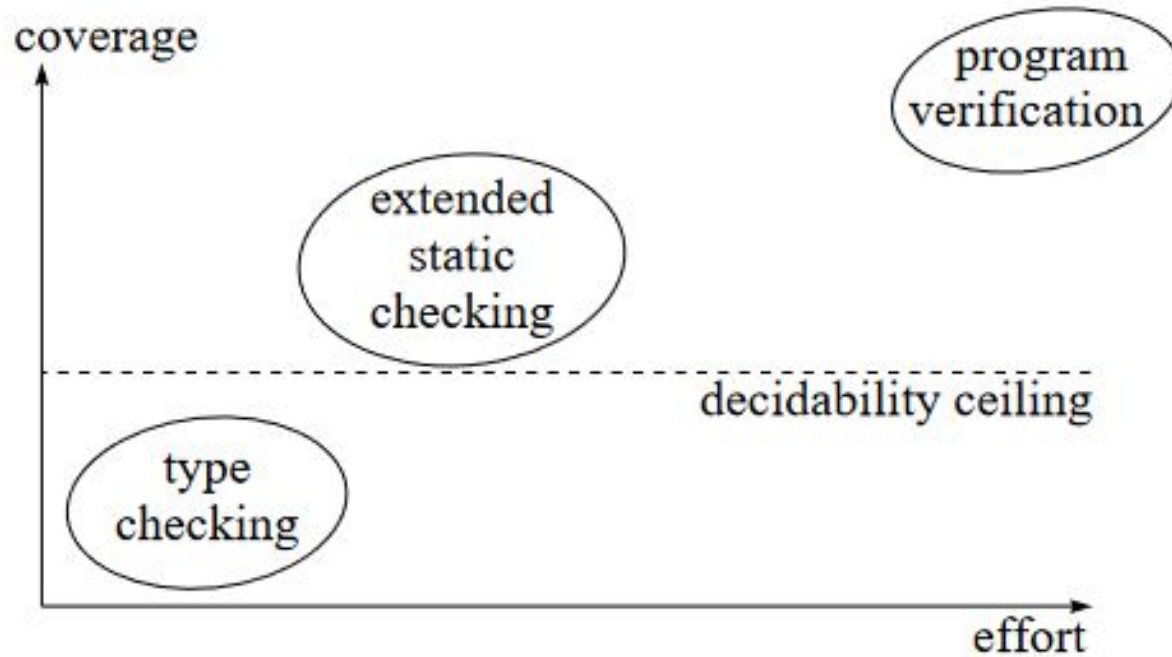 coverage
program
verification
extended
static
checking
decidability ceiling
type
checking
effort